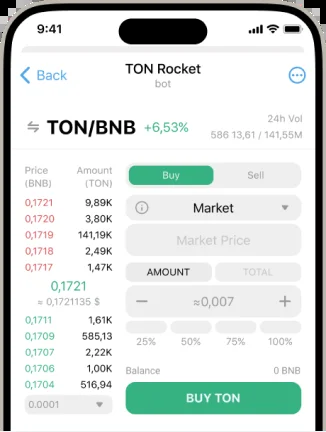 9:41
Back
TON Rocket
bot
TON/BNB +6,53%
24h Vol
586 13,61 / 141,55M
Price (BNB)
Amount (TON)
0,1721 9,89K
0,1720 3,80K
0,1719 141,19K
0,1718 2,49K
0,1717 1,47K
0,1721
≈ 0,1721135 $
0,1711 1,61K
0,1709 585,13
0,1707 2,22K
0,1706 1,00K
0,1704 516,94
0.0001
Buy Sell
Market
Market Price
AMOUNT TOTAL
− ≈0,007 +
25% 50% 75% 100%
Balance 0 BNB
BUY TON